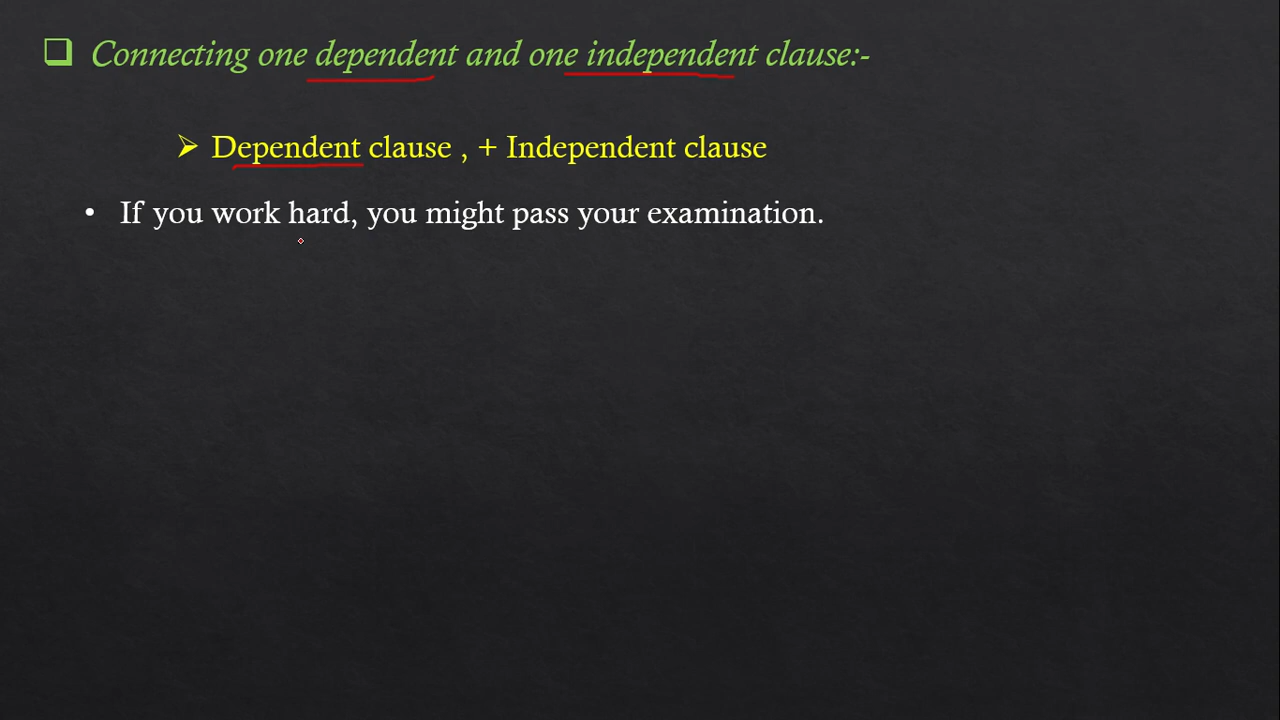 ❑ Connecting one dependent and one independent clause:-
➢ Dependent clause , + Independent clause
• If you work hard, you might pass your examination.